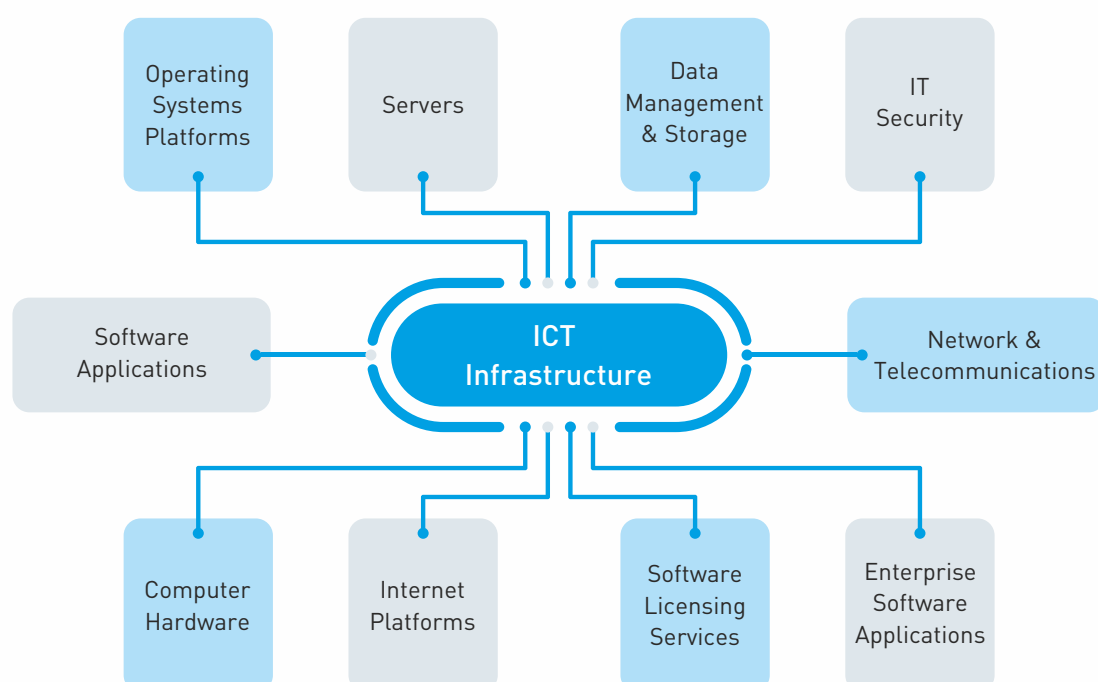 Operating
Systems
Platforms
Servers
Data
Management
& Storage
IT
Security
Software
Applications
ICT
Infrastructure
Network &
Telecommunications
Computer
Hardware
Internet
Platforms
Software
Licensing
Services
Enterprise
Software
Applications